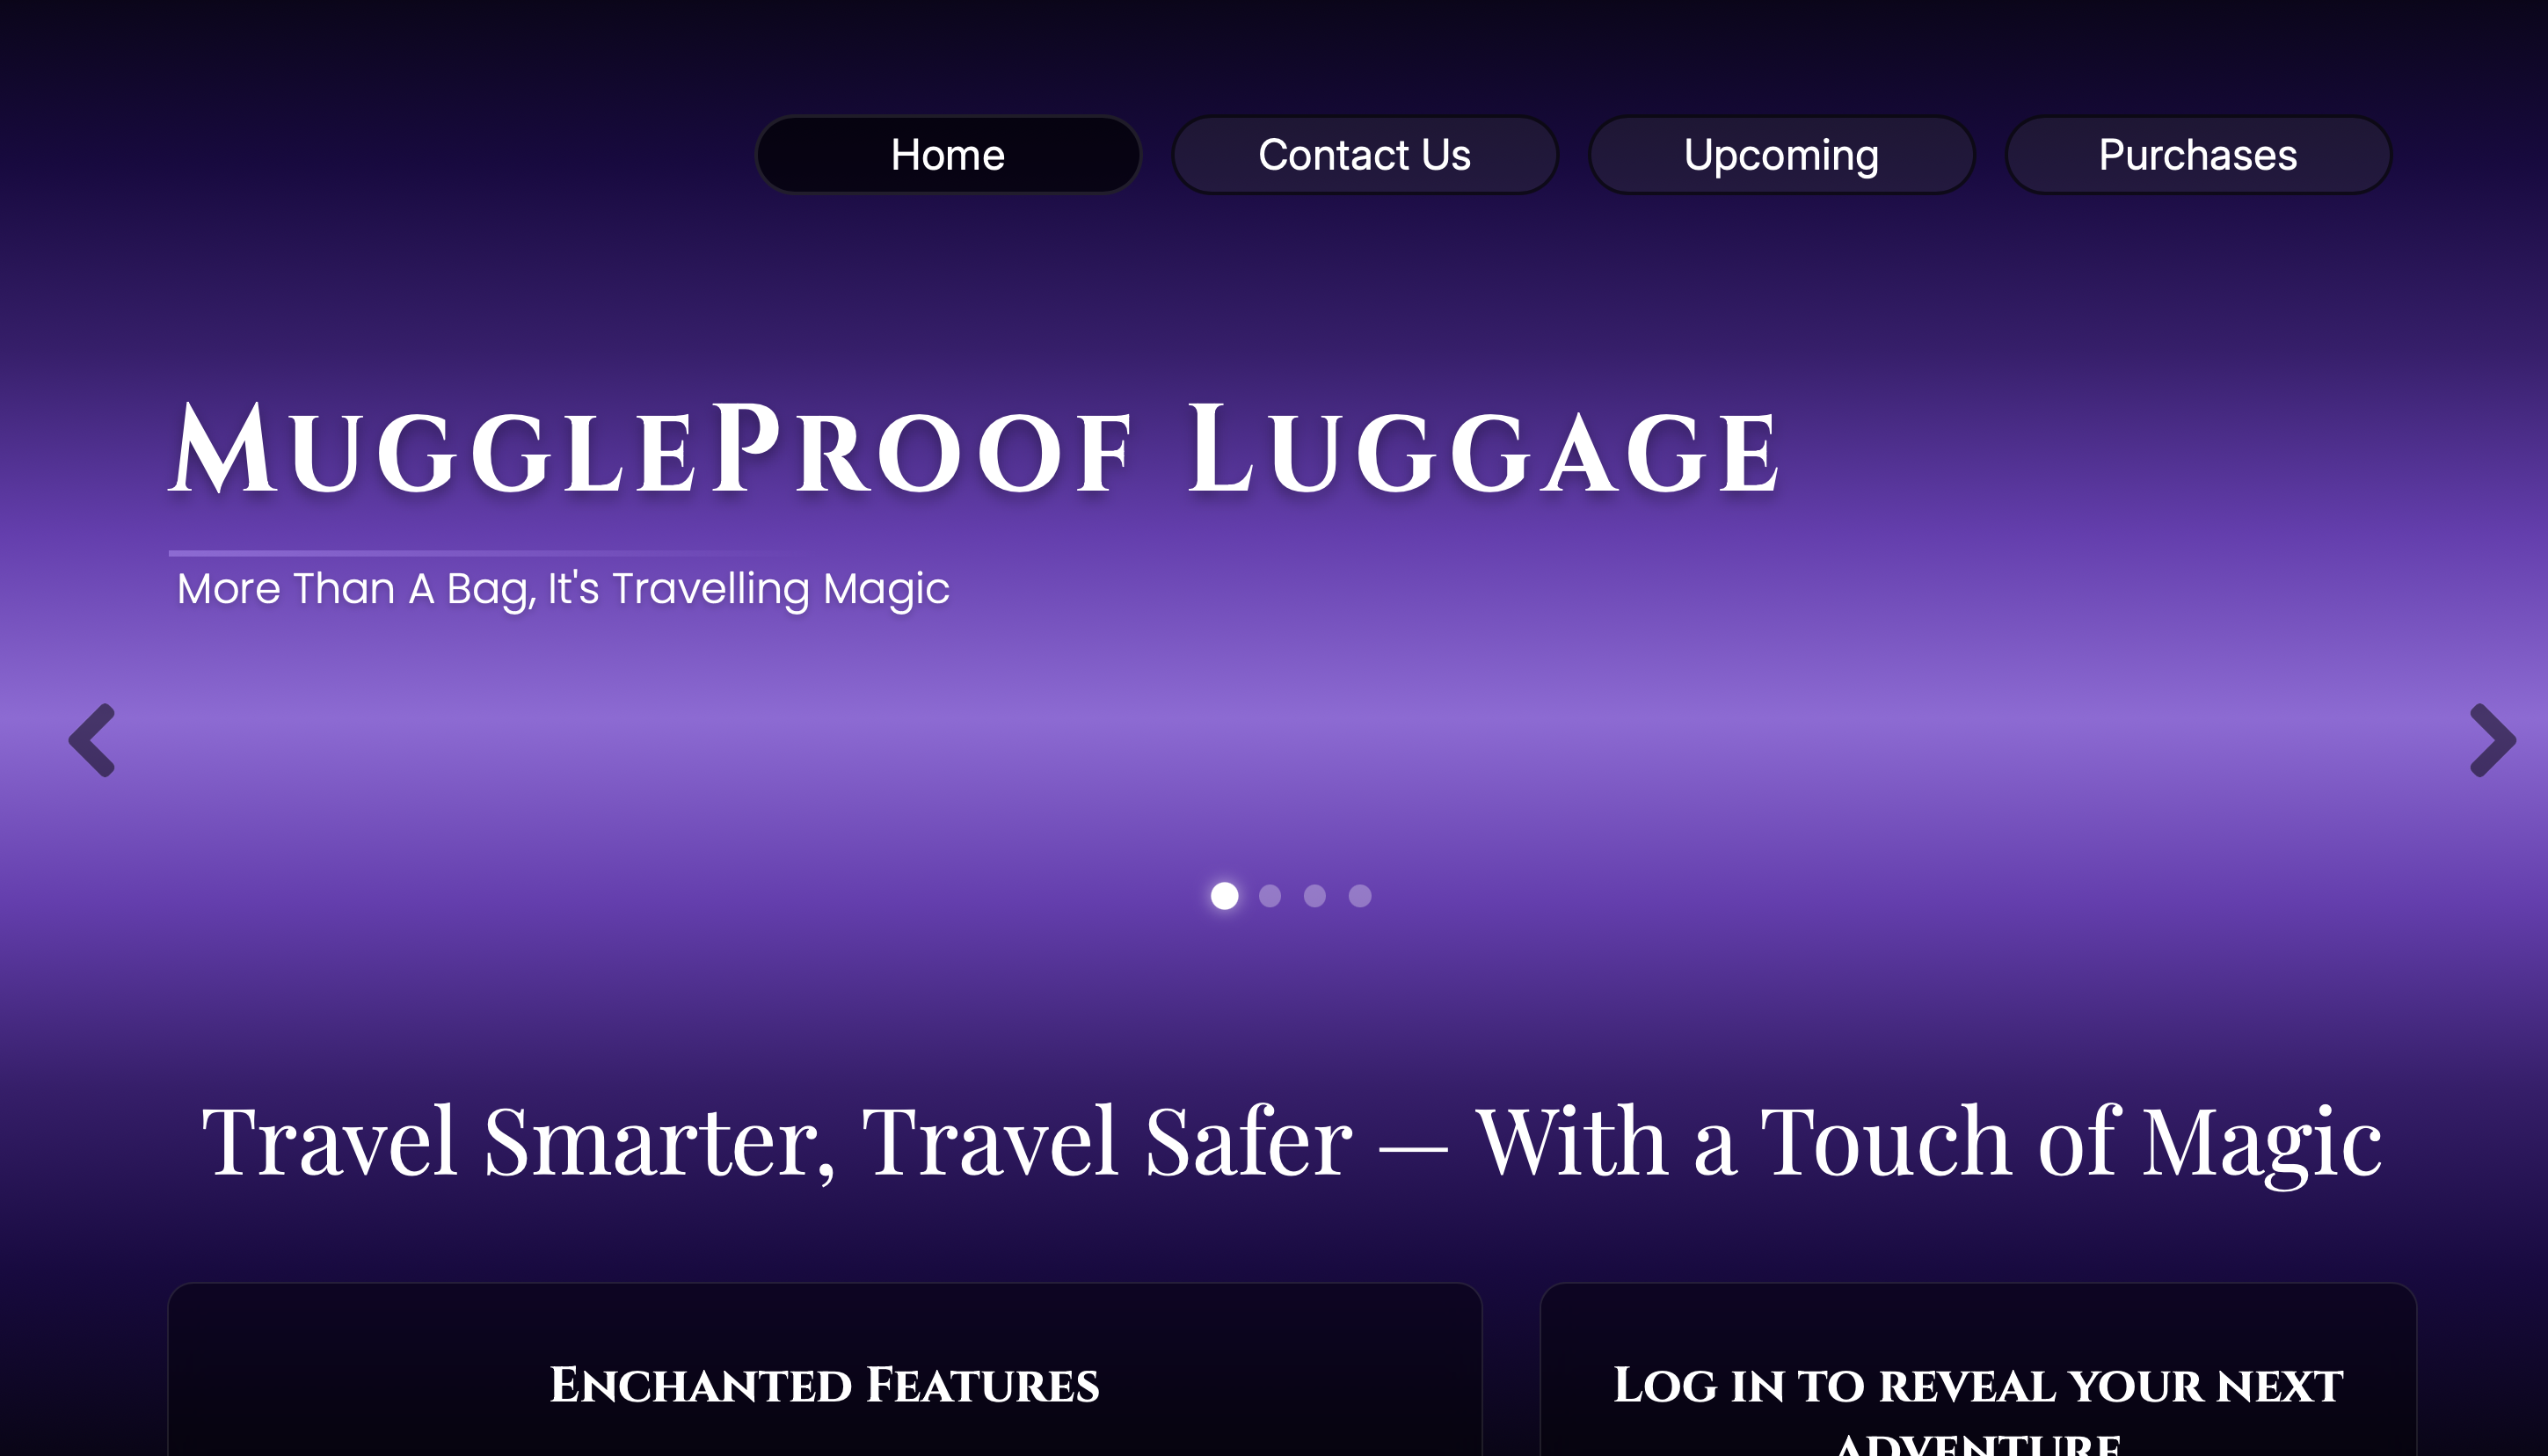 Home Contact Us Upcoming Purchases
MuggleProof Luggage
More Than A Bag, It's Travelling Magic
Travel Smarter, Travel Safer — With a Touch of Magic
Enchanted Features
Log in to reveal your next
adventure